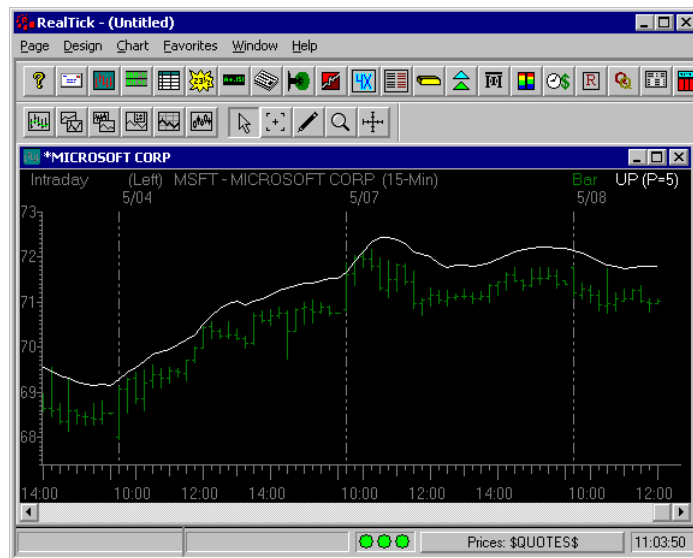 RealTick - (Untitled)
Page Design Chart Favorites Window Help
23½
4X
$
R
*MICROSOFT CORP
Intraday (Left) MSFT - MICROSOFT CORP (15-Min) Bar UP (P=5)
5/04 5/07 5/08
73
72
71
70
69
68
14:00 10:00 12:00 14:00 10:00 12:00 14:00 10:00 12:00
Prices: $QUOTES$ 11:03:50